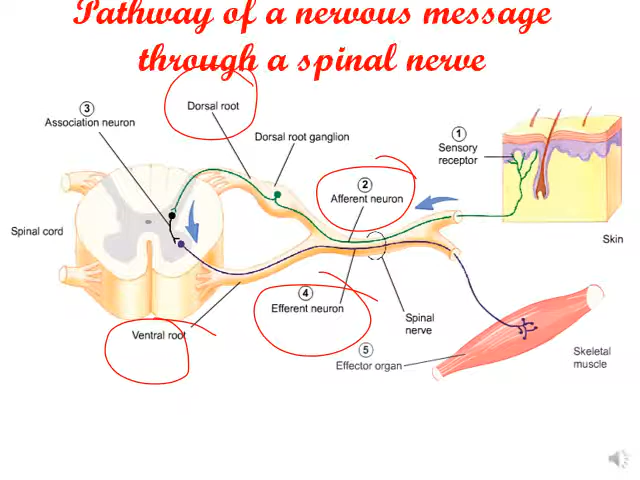 Pathway of a nervous message
through a spinal nerve
3
Association neuron
Dorsal root
Dorsal root ganglion
1
Sensory
receptor
2
Afferent neuron
Spinal cord
Skin
4
Efferent neuron
Spinal
nerve
Ventral root
5
Effector organ
Skeletal
muscle